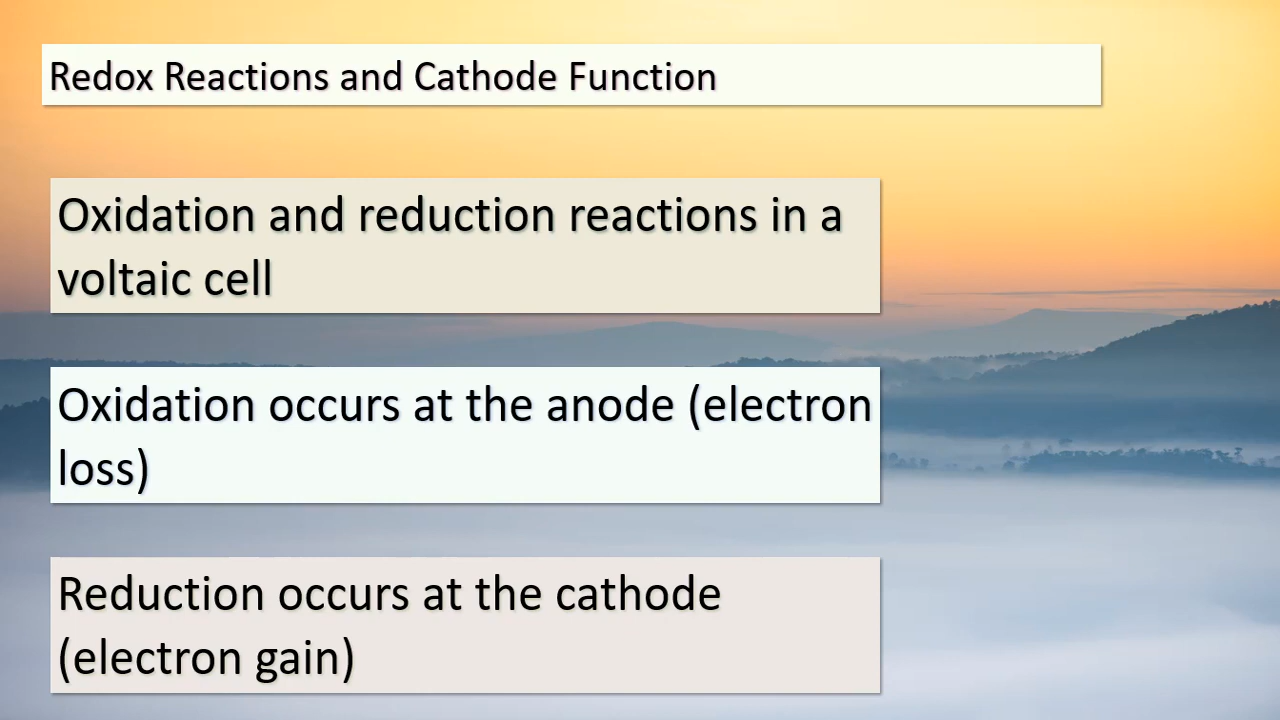 Redox Reactions and Cathode Function
Oxidation and reduction reactions in a
voltaic cell
Oxidation occurs at the anode (electron
loss)
Reduction occurs at the cathode
(electron gain)